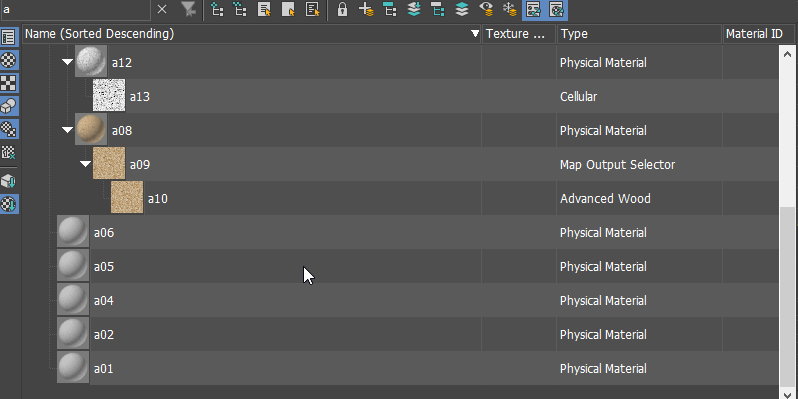 a
Name (Sorted Descending) Texture ... Type Material ID
a12 Physical Material
a13 Cellular
a08 Physical Material
a09 Map Output Selector
a10 Advanced Wood
a06 Physical Material
a05 Physical Material
a04 Physical Material
a02 Physical Material
a01 Physical Material